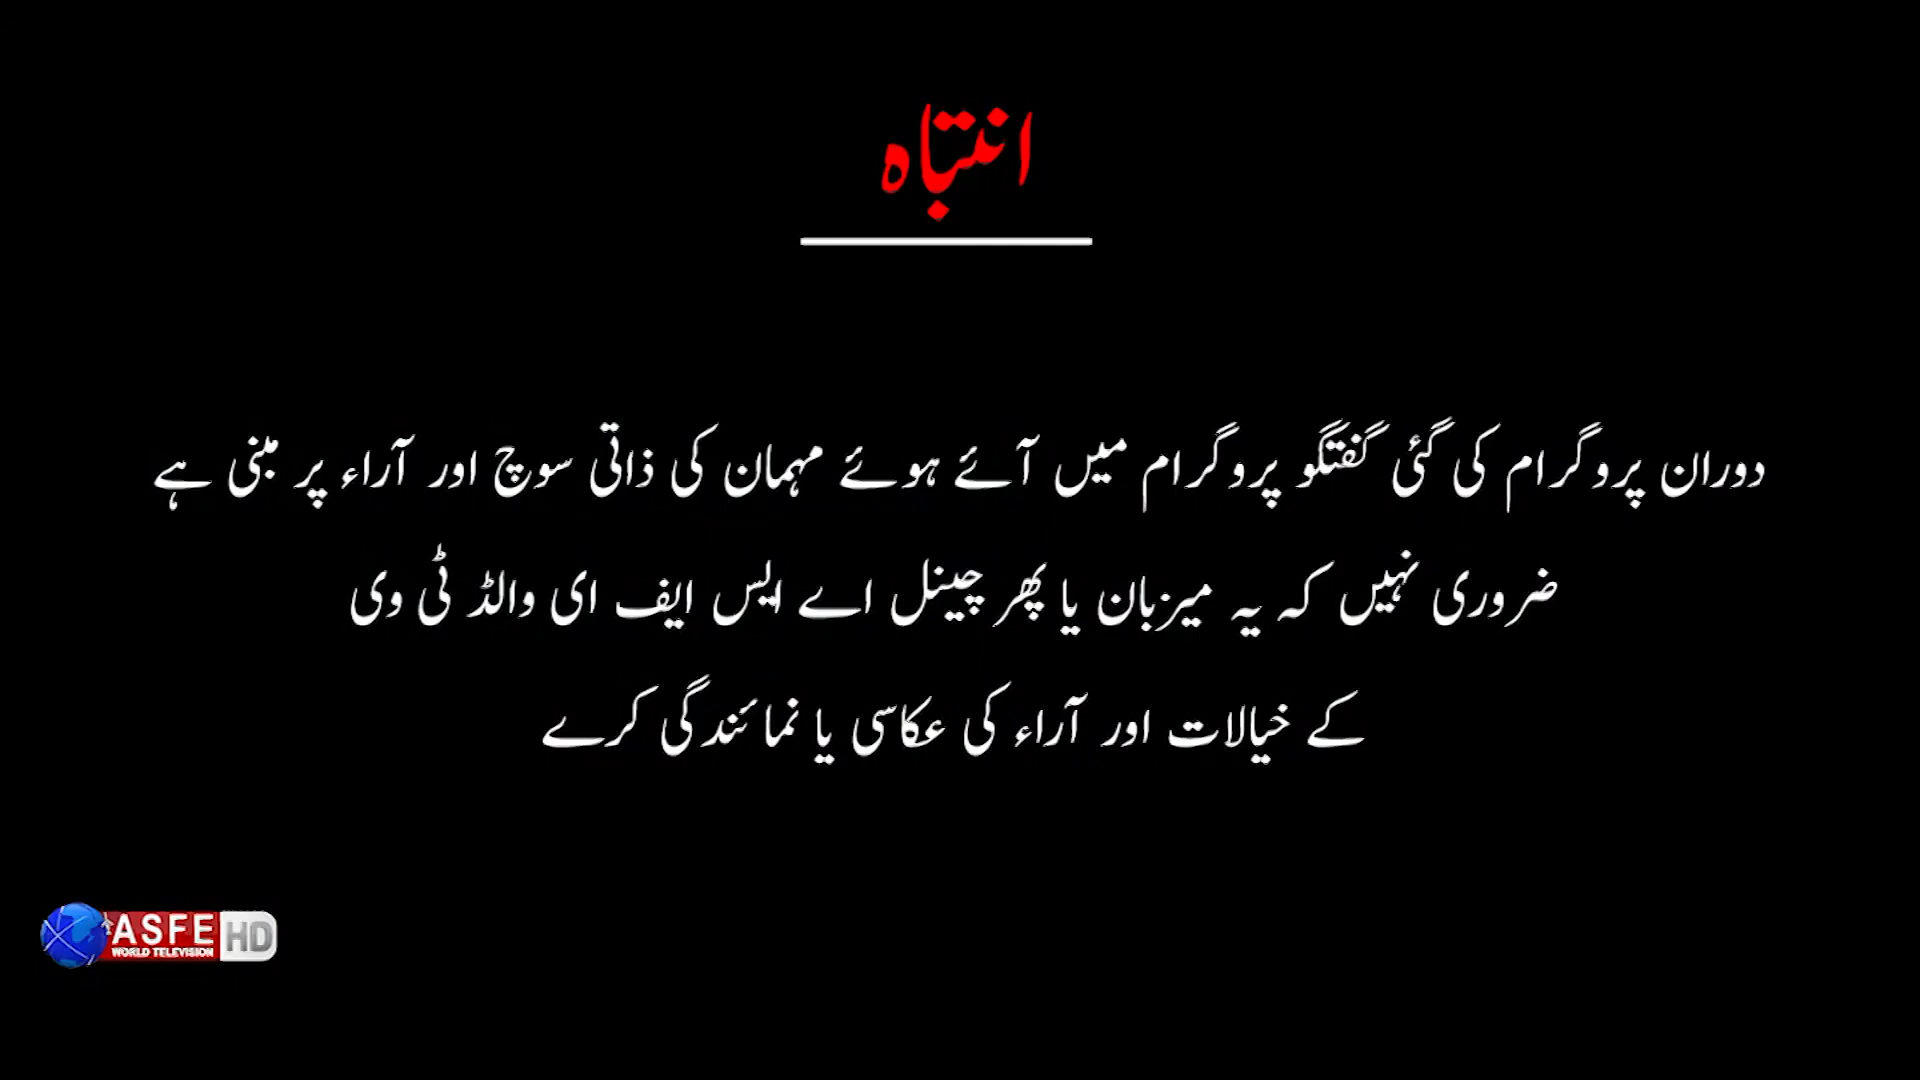 انتباہ
دوران پروگرام کی گئی گفتگو پروگرام میں آئے ہوئے مہمان کی ذاتی سوچ اور آراء پر مبنی ہے
ضروری نہیں کہ یہ میزبان یا پھر چینل اے ایس ایف ای والڈ ٹی وی
کے خیالات اور آراء کی عکاسی یا نمائندگی کرے
ASFE HD
WORLD TELEVISION